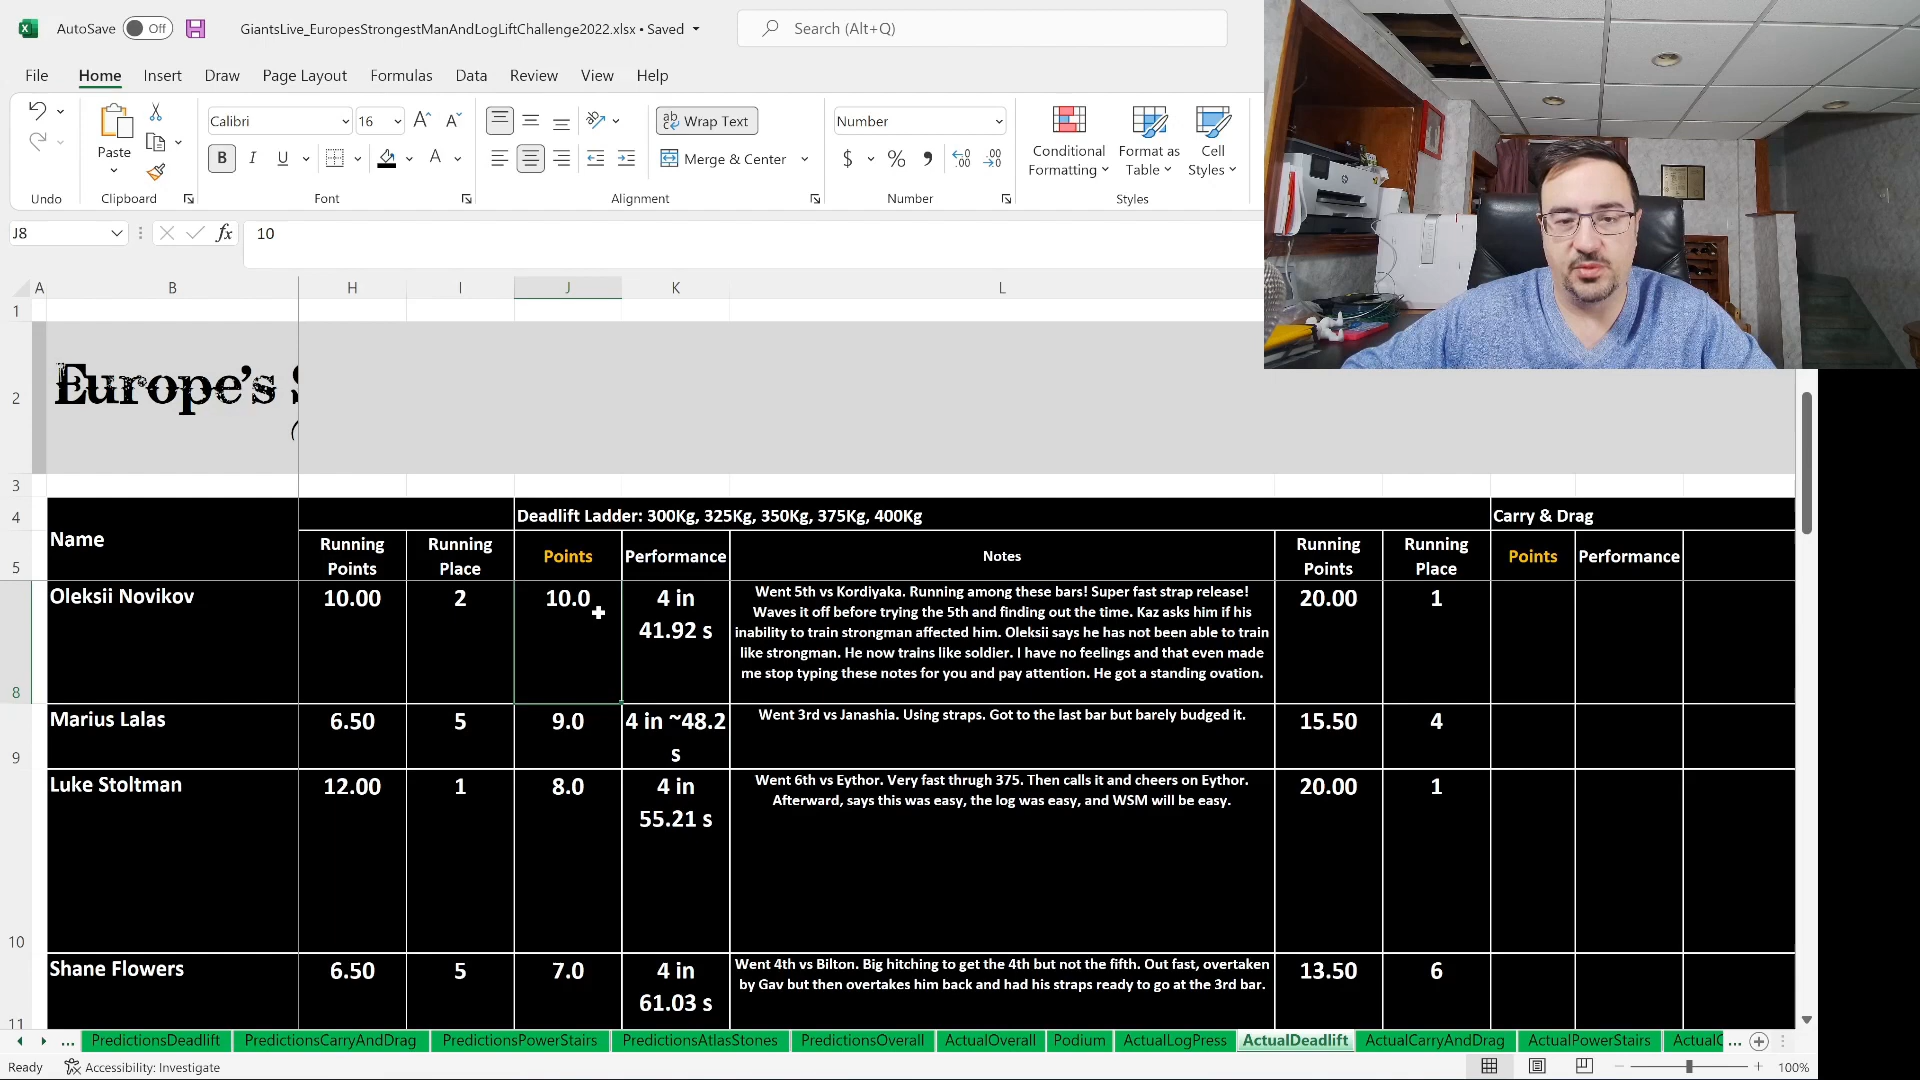 AutoSave Off GiantsLive_EuropesStrongestManAndLogLiftChallenge2022.xlsx • Saved Search (Alt+Q)
File Home Insert Draw Page Layout Formulas Data Review View Help
Calibri 16 Wrap Text Number
Paste B I U A Merge & Center $ % Conditional Formatting Format as Table Cell Styles
Undo Clipboard Font Alignment Number Styles
J8 fx 10
A B H I J K L
1
2 Europe's S
3
4 Name Deadlift Ladder: 300Kg, 325Kg, 350Kg, 375Kg, 400Kg Carry & Drag
5 Running Points Running Place Points Performance Notes Running Points Running Place Points Performance
Oleksii Novikov 10.00 2 10.0 4 in 41.92 s
Went 5th vs Kordiyaka. Running among these bars! Super fast strap release!
Waves it off before trying the 5th and finding out the time. Kaz asks him if his
inability to train strongman affected him. Oleksii says he has not been able to train
like strongman. He now trains like soldier. I have no feelings and that even made
me stop typing these notes for you and pay attention. He got a standing ovation.
20.00 1
8
Marius Lalas 6.50 5 9.0 4 in ~48.2 s
Went 3rd vs Janashia. Using straps. Got to the last bar but barely budged it.
15.50 4
9
Luke Stoltman 12.00 1 8.0 4 in 55.21 s
Went 6th vs Eythor. Very fast thrugh 375. Then calls it and cheers on Eythor.
Afterward, says this was easy, the log was easy, and WSM will be easy.
20.00 1
10
Shane Flowers 6.50 5 7.0 4 in 61.03 s
Went 4th vs Bilton. Big hitching to get the 4th but not the fifth. Out fast, overtaken
by Gav but then overtakes him back and had his straps ready to go at the 3rd bar.
13.50 6
11
... PredictionsDeadlift PredictionsCarryAndDrag PredictionsPowerStairs PredictionsAtlasStones PredictionsOverall ActualOverall Podium ActualLogPress ActualDeadlift ActualCarryAndDrag ActualPowerStairs ActualC ...
Ready Accessibility: Investigate 100%